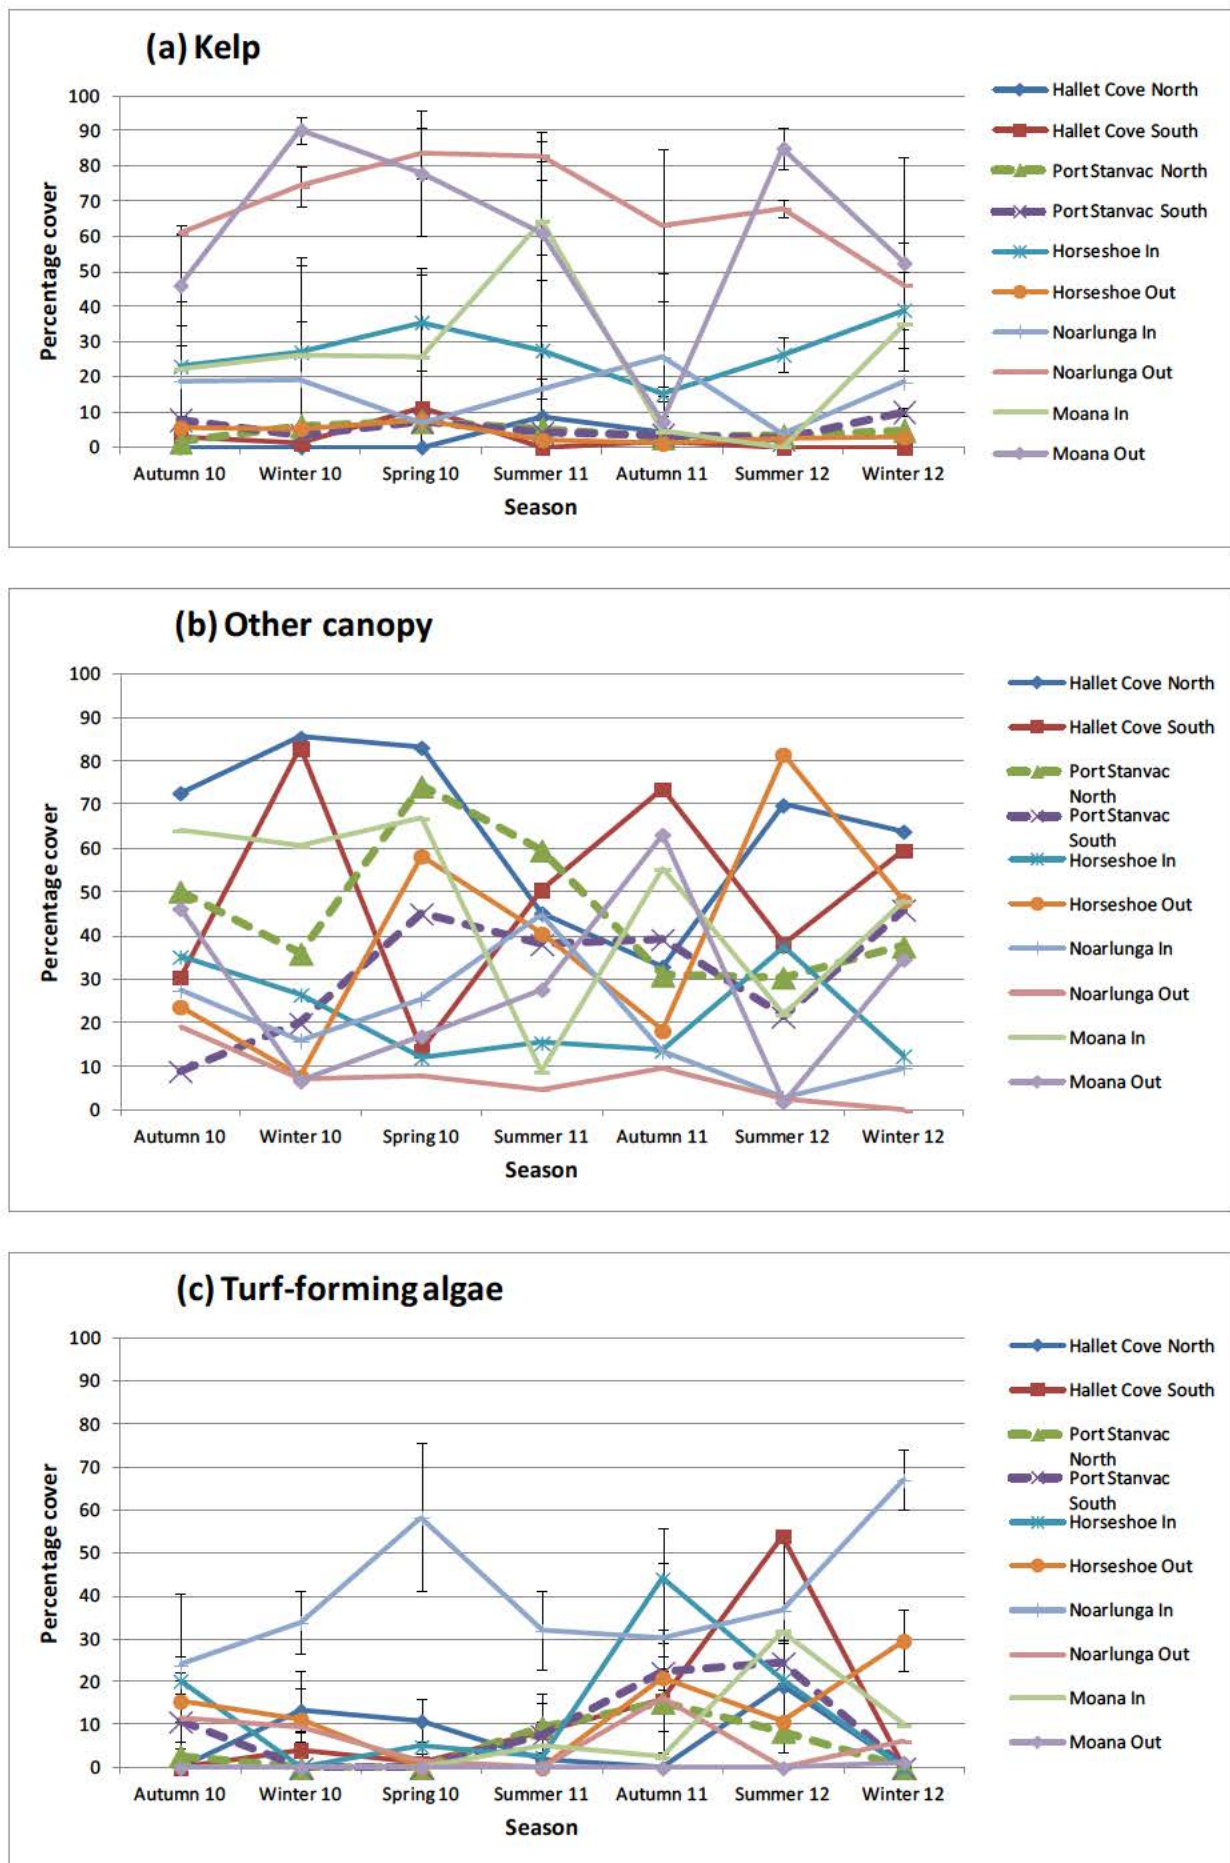 (a) Kelp
100
90
80
70
60
50
40
30
20
10
0
Percentage cover
Autumn 10 Winter 10 Spring 10 Summer 11 Autumn 11 Summer 12 Winter 12
Season
Hallet Cove North
Hallet Cove South
Port Stanvac North
Port Stanvac South
Horseshoe In
Horseshoe Out
Noarlunga In
Noarlunga Out
Moana In
Moana Out
(b) Other canopy
100
90
80
70
60
50
40
30
20
10
0
Percentage cover
Autumn 10 Winter 10 Spring 10 Summer 11 Autumn 11 Summer 12 Winter 12
Season
Hallet Cove North
Hallet Cove South
Port Stanvac
North
Port Stanvac
South
Horseshoe In
Horseshoe Out
Noarlunga In
Noarlunga Out
Moana In
Moana Out
(c) Turf-forming algae
100
90
80
70
60
50
40
30
20
10
0
Percentage cover
Autumn 10 Winter 10 Spring 10 Summer 11 Autumn 11 Summer 12 Winter 12
Season
Hallet Cove North
Hallet Cove South
Port Stanvac
North
Port Stanvac
South
Horseshoe In
Horseshoe Out
Noarlunga In
Noarlunga Out
Moana In
Moana Out